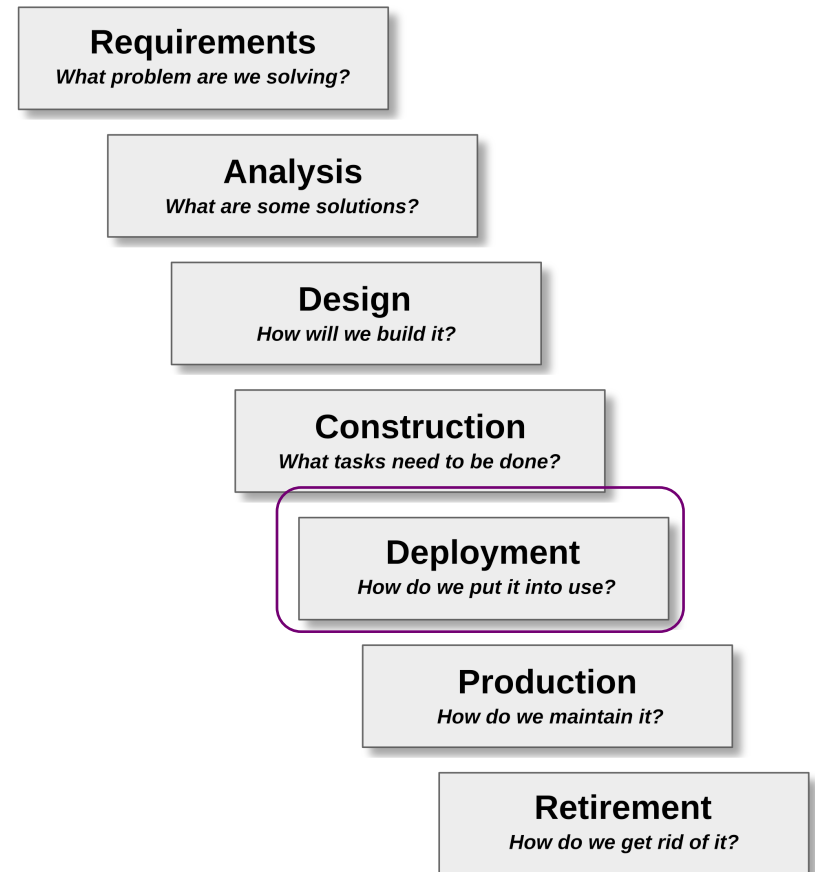 Requirements
What problem are we solving?
Analysis
What are some solutions?
Design
How will we build it?
Construction
What tasks need to be done?
Deployment
How do we put it into use?
Production
How do we maintain it?
Retirement
How do we get rid of it?